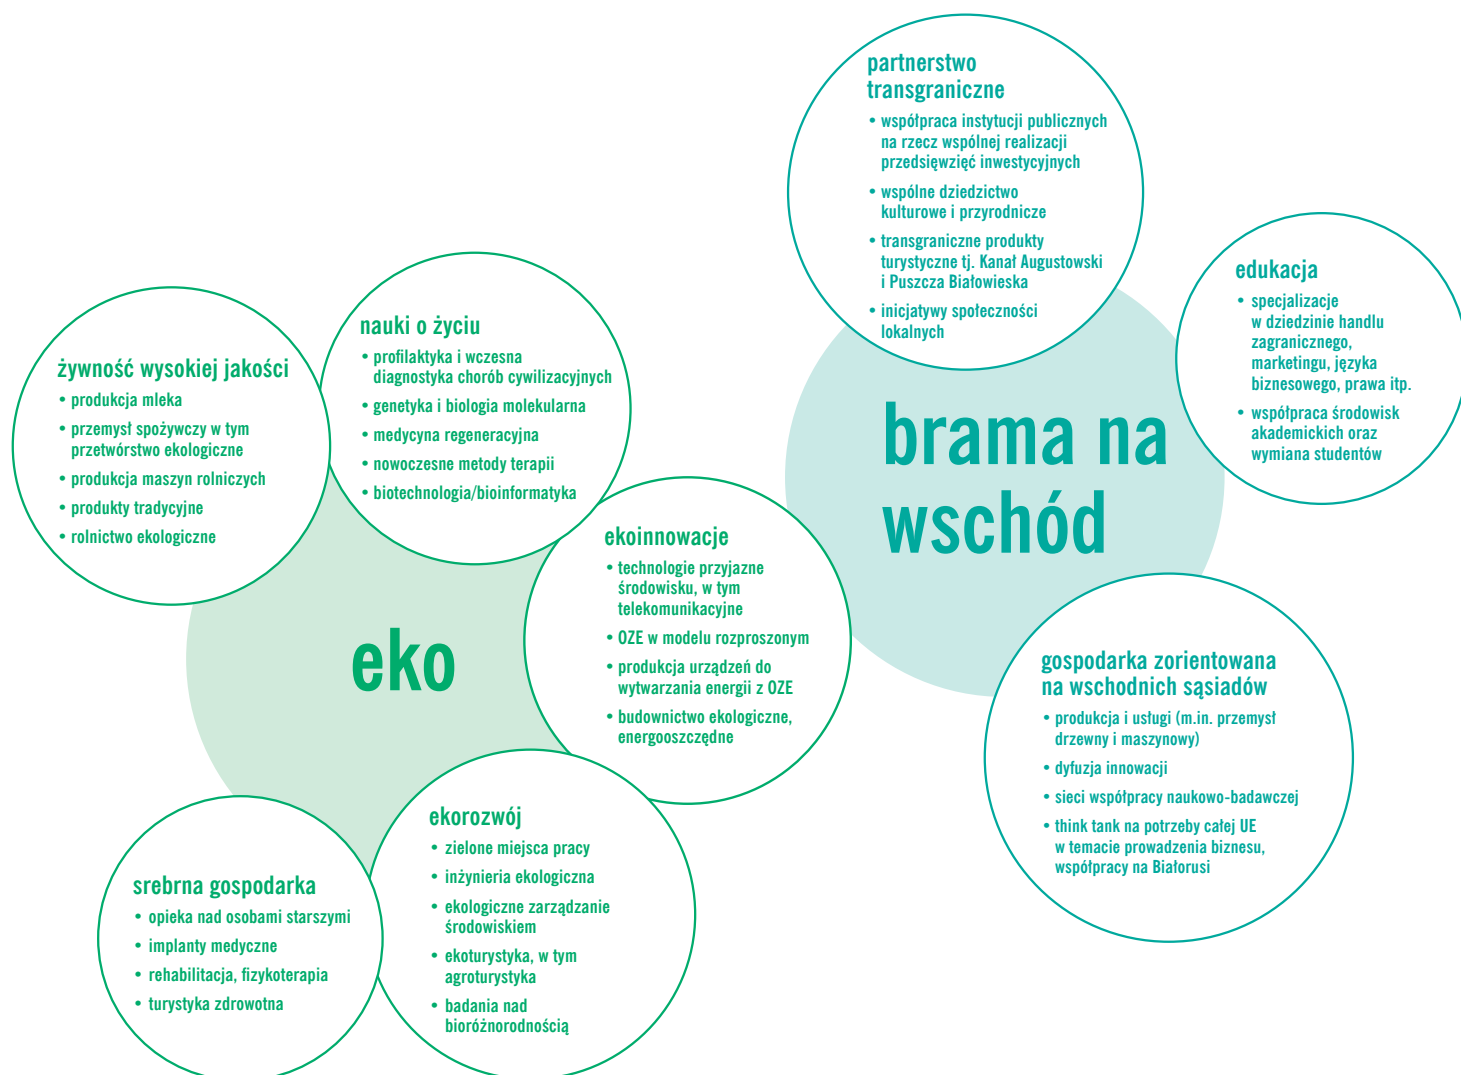 żywność wysokiej jakości
• produkcja mleka
• przemysł spożywczy w tym
przetwórstwo ekologiczne
• produkcja maszyn rolniczych
• produkty tradycyjne
• rolnictwo ekologiczne
nauki o życiu
• profilaktyka i wczesna
diagnostyka chorób cywilizacyjnych
• genetyka i biologia molekularna
• medycyna regeneracyjna
• nowoczesne metody terapii
• biotechnologia/bioinformatyka
ekoinnowacje
• technologie przyjazne
środowisku, w tym
telekomunikacyjne
• OZE w modelu rozproszonym
• produkcja urządzeń do
wytwarzania energii z OZE
• budownictwo ekologiczne,
energooszczędne
eko
ekorozwój
• zielone miejsca pracy
• inżynieria ekologiczna
• ekologiczne zarządzanie
środowiskiem
• ekoturystyka, w tym
agroturystyka
• badania nad
bioróżnorodnością
srebrna gospodarka
• opieka nad osobami starszymi
• implanty medyczne
• rehabilitacja, fizykoterapia
• turystyka zdrowotna
partnerstwo
transgraniczne
• współpraca instytucji publicznych
na rzecz wspólnej realizacji
przedsięwzięć inwestycyjnych
• wspólne dziedzictwo
kulturowe i przyrodnicze
• transgraniczne produkty
turystyczne tj. Kanał Augustowski
i Puszcza Białowieska
• inicjatywy społeczności
lokalnych
edukacja
• specjalizacje
w dziedzinie handlu
zagranicznego,
marketingu, języka
biznesowego, prawa itp.
• współpraca środowisk
akademickich oraz
wymiana studentów
brama na
wschód
gospodarka zorientowana
na wschodnich sąsiadów
• produkcja i usługi (m.in. przemysł
drzewny i maszynowy)
• dyfuzja innowacji
• sieci współpracy naukowo-badawczej
• think tank na potrzeby całej UE
w temacie prowadzenia biznesu,
współpracy na Białorusi